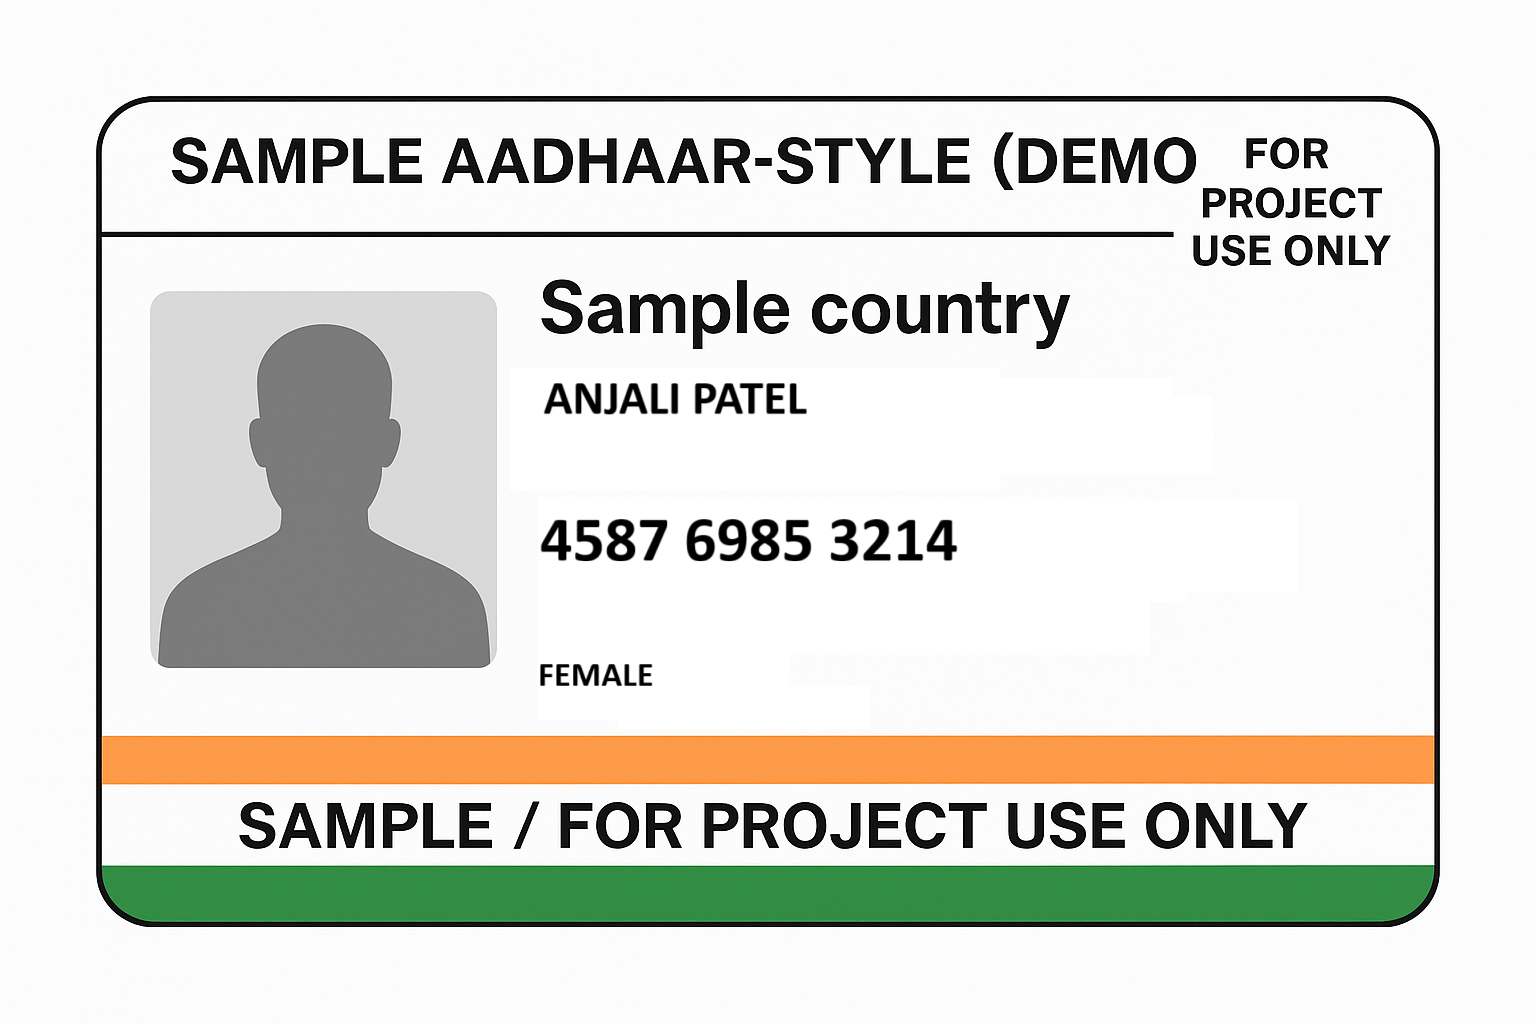 SAMPLE AADHAAR-STYLE (DEMO
FOR
PROJECT
USE ONLY
Sample country
ANJALI PATEL
4587 6985 3214
FEMALE
SAMPLE / FOR PROJECT USE ONLY